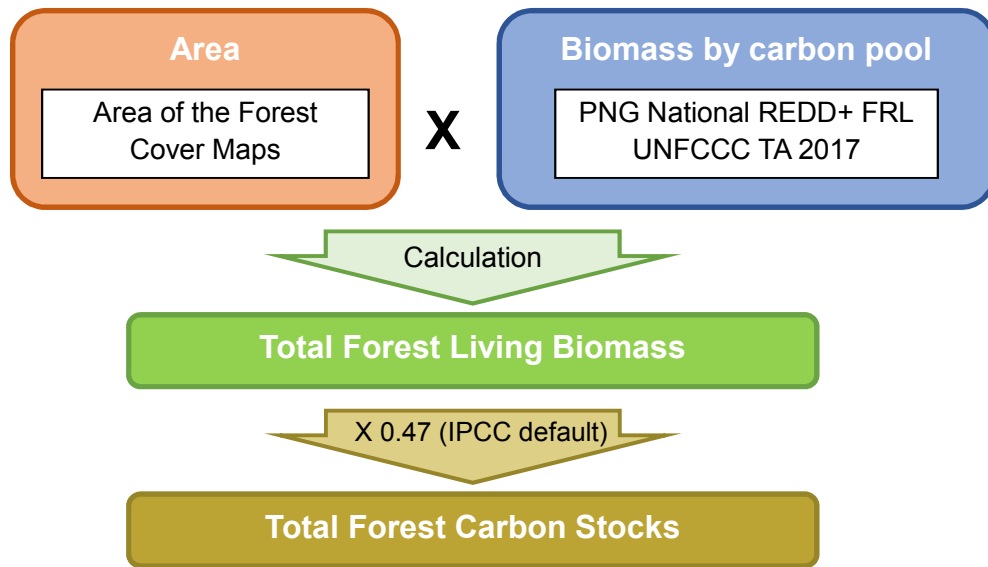 Area
Area of the Forest
Cover Maps
X
Biomass by carbon pool
PNG National REDD+ FRL
UNFCCC TA 2017
Calculation
Total Forest Living Biomass
X 0.47 (IPCC default)
Total Forest Carbon Stocks